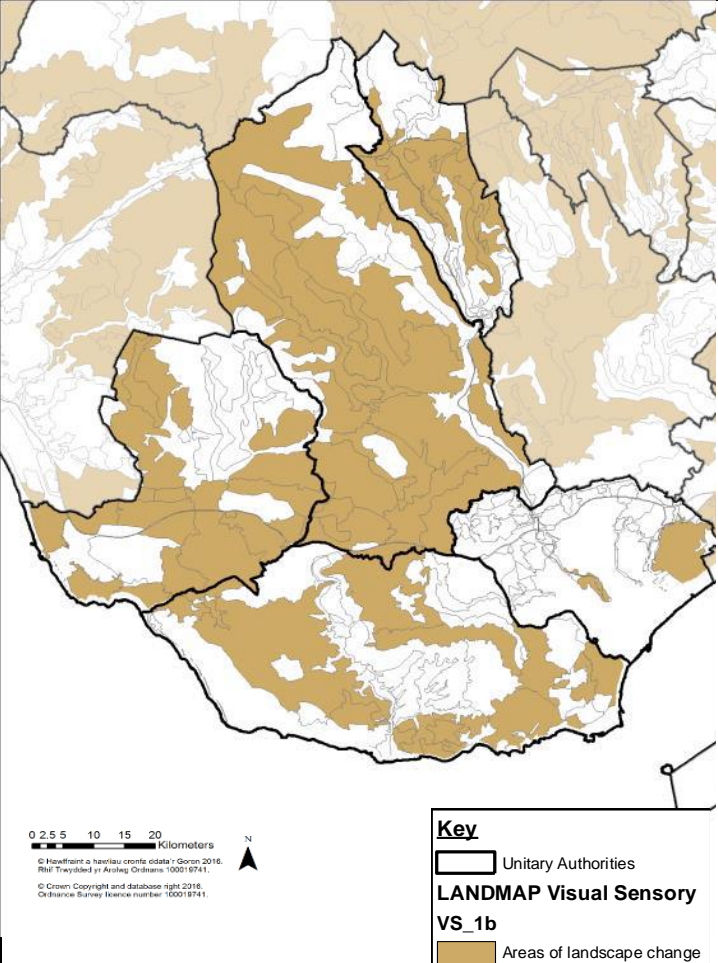 0 2.5 5 10 15 20
Kilometers
N
© Hawlfraint a hawliau cronfa ddata'r Goron 2016.
Rhif Trwydded yr Arolwg Ordnans 100019741.
© Crown Copyright and database right 2016.
Ordnance Survey licence number 100019741.
Key
Unitary Authorities
LANDMAP Visual Sensory
VS_1b
Areas of landscape change